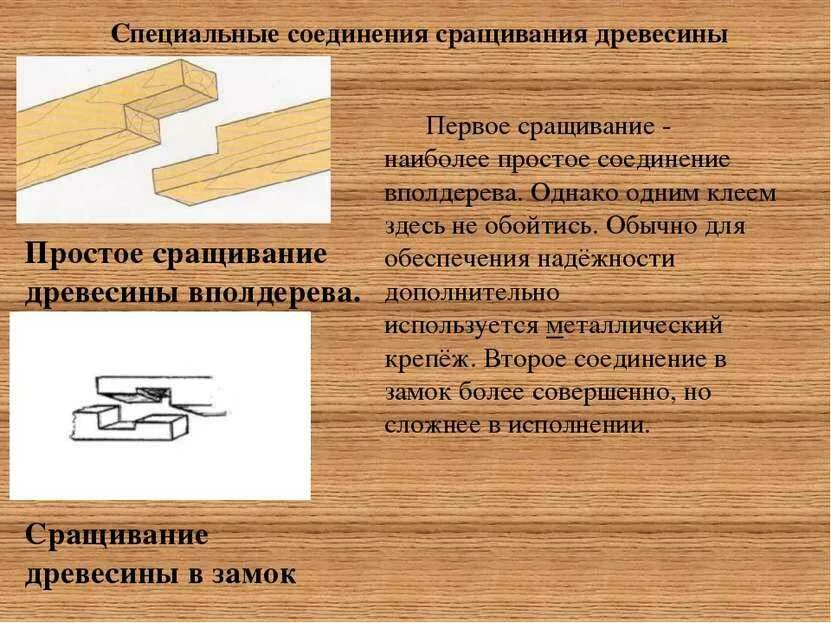 Специальные соединения сращивания древесины
Простое сращивание
древесины вполдерева.
Первое сращивание -
наиболее простое соединение
вполдерева. Однако одним клеем
здесь не обойтись. Обычно для
обеспечения надёжности
дополнительно
используется металлический
крепёж. Второе соединение в
замок более совершенно, но
сложнее в исполнении.
Сращивание
древесины в замок